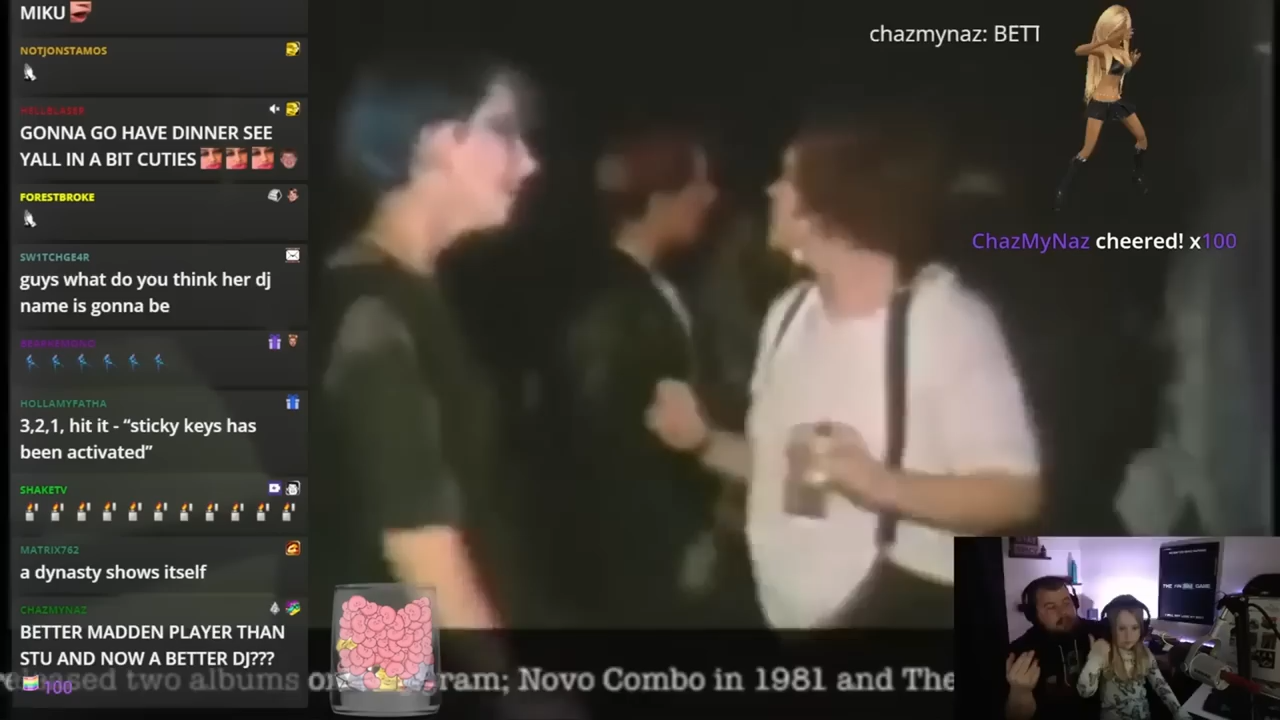 MIKU
NOTJONSTAMOS
HELLBLASER
GONNA GO HAVE DINNER SEE
YALL IN A BIT CUTIES
FORESTBROKE
SW1TCHGE4R
guys what do you think her dj
name is gonna be
HOLLAMYFATHA
3,2,1, hit it - “sticky keys has
been activated”
SHAKETV
MATRIX762
a dynasty shows itself
CHAZMYNAZ
BETTER MADDEN PLAYER THAN
STU AND NOW A BETTER DJ???
100
chazmynaz: BETT
ChazMyNaz cheered! x100
two albums
Novo Combo in 1981 and The